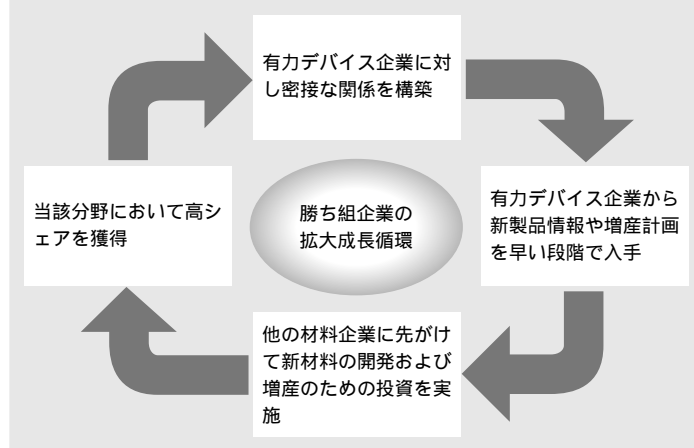 有力デバイス企業に対
し密接な関係を構築
有力デバイス企業から
新製品情報や増産計画
を早い段階で入手
他の材料企業に先がけ
て新材料の開発および
増産のための投資を実
施
当該分野において高シ
ェアを獲得
勝ち組企業の
拡大成長循環